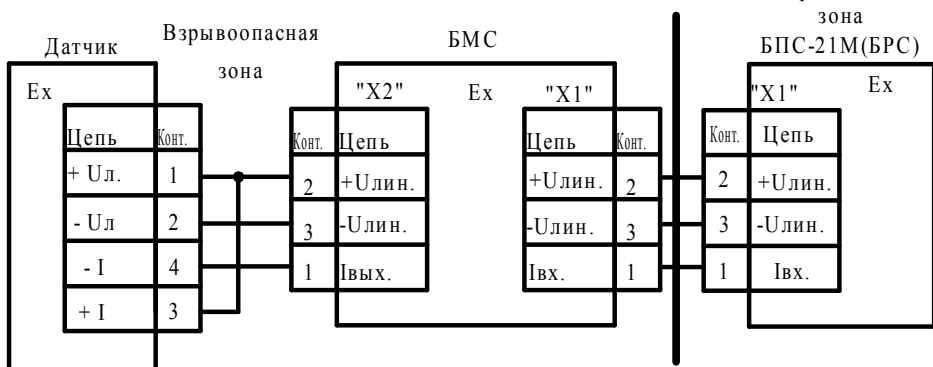 зона
Датчик
Взрывоопасная
зона
БМС
БПС-21М(БРС)
Ex
"X2"
Ex
"X1"
"X1"
Ex
Цепь Конт.
+ Uл. 1
- Uл 2
- I 4
+ I 3
Конт. Цепь
2 +Uлин.
3 -Uлин.
1 Iвых.
Цепь Конт.
+Uлин. 2
-Uлин. 3
Iвх. 1
Конт. Цепь
2 +Uлин.
3 -Uлин.
1 Iвх.